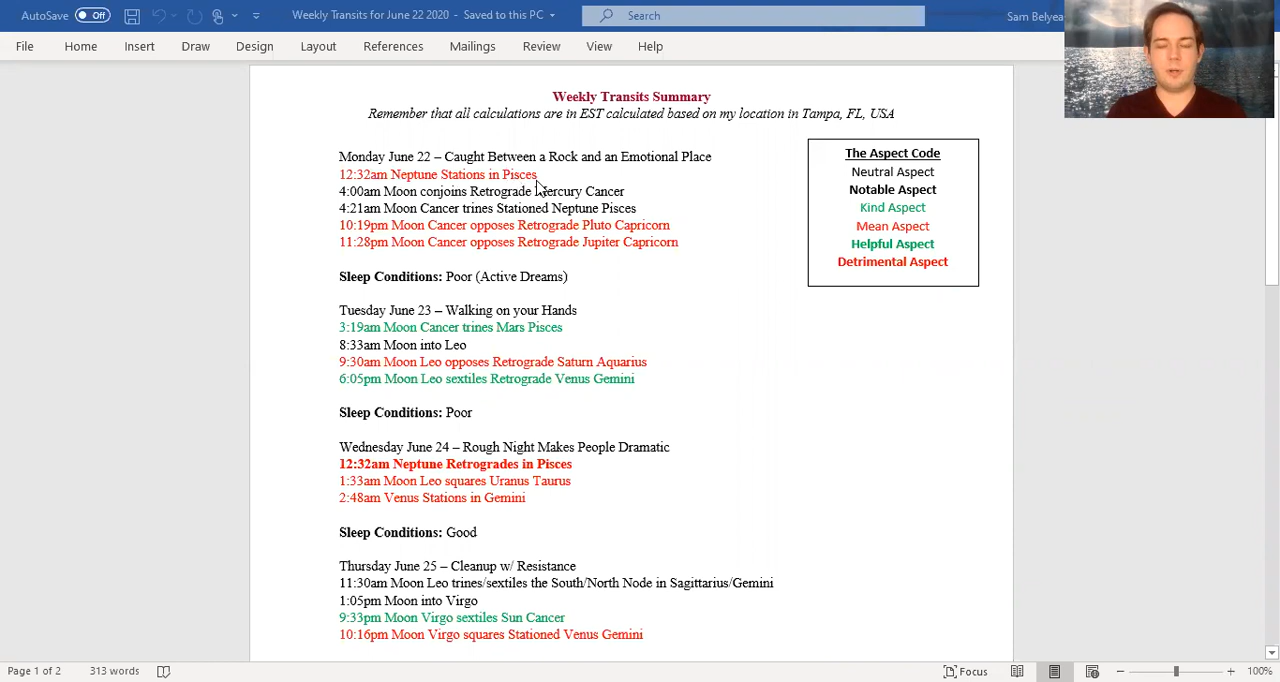 AutoSave Off Weekly Transits for June 22 2020 - Saved to this PC Search Sam Belyea
File Home Insert Draw Design Layout References Mailings Review View Help
Weekly Transits Summary
Remember that all calculations are in EST calculated based on my location in Tampa, FL, USA
Monday June 22 – Caught Between a Rock and an Emotional Place
12:32am Neptune Stations in Pisces
4:00am Moon conjoins Retrograde Mercury Cancer
4:21am Moon Cancer trines Stationed Neptune Pisces
10:19pm Moon Cancer opposes Retrograde Pluto Capricorn
11:28pm Moon Cancer opposes Retrograde Jupiter Capricorn
Sleep Conditions: Poor (Active Dreams)
Tuesday June 23 – Walking on your Hands
3:19am Moon Cancer trines Mars Pisces
8:33am Moon into Leo
9:30am Moon Leo opposes Retrograde Saturn Aquarius
6:05pm Moon Leo sextiles Retrograde Venus Gemini
Sleep Conditions: Poor
Wednesday June 24 – Rough Night Makes People Dramatic
12:32am Neptune Retrogrades in Pisces
1:33am Moon Leo squares Uranus Taurus
2:48am Venus Stations in Gemini
Sleep Conditions: Good
Thursday June 25 – Cleanup w/ Resistance
11:30am Moon Leo trines/sextiles the South/North Node in Sagittarius/Gemini
1:05pm Moon into Virgo
9:33pm Moon Virgo sextiles Sun Cancer
10:16pm Moon Virgo squares Stationed Venus Gemini
The Aspect Code
Neutral Aspect
Notable Aspect
Kind Aspect
Mean Aspect
Helpful Aspect
Detrimental Aspect
Page 1 of 2 313 words Focus 100%